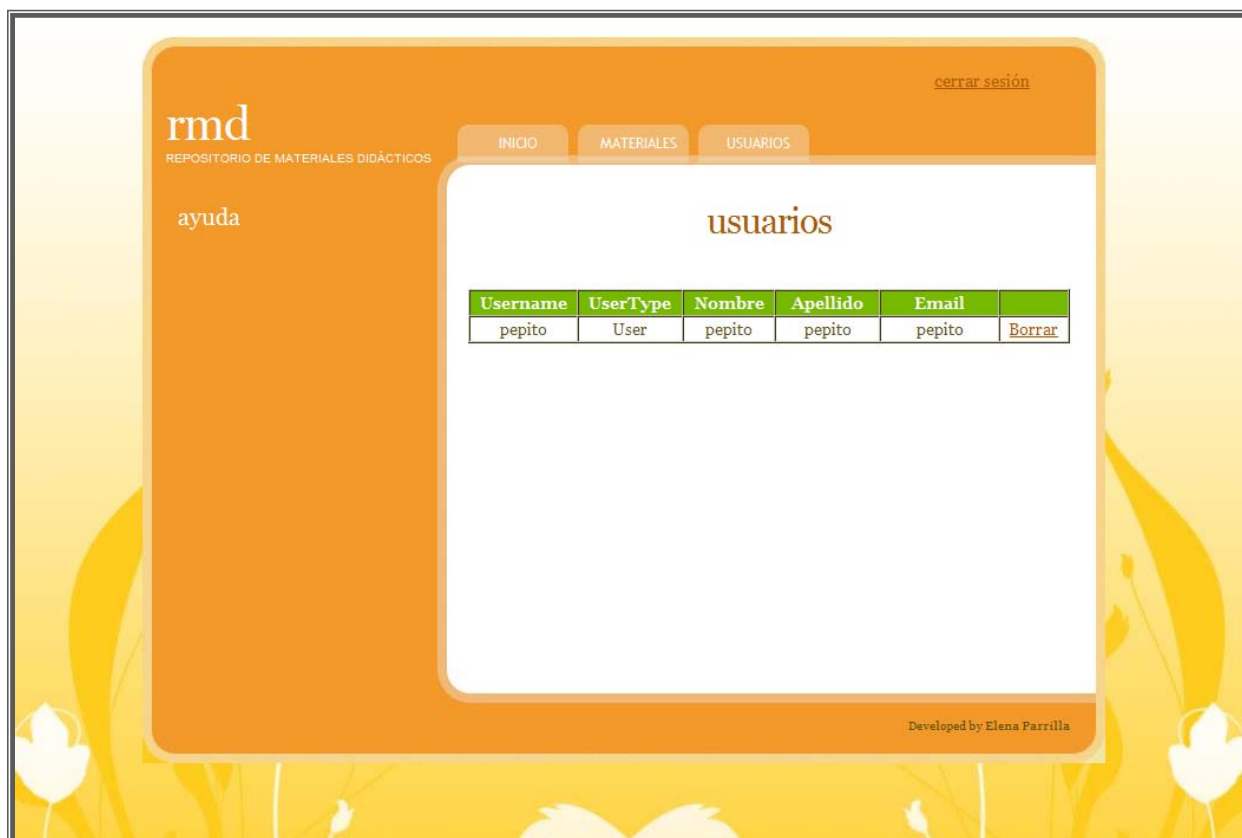 cerrar sesión
rmd
REPOSITORIO DE MATERIALES DIDÁCTICOS
INICIO MATERIALES USUARIOS
ayuda
usuarios
Username UserType Nombre Apellido Email
pepito User pepito pepito pepito Borrar
Developed by Elena Parrilla